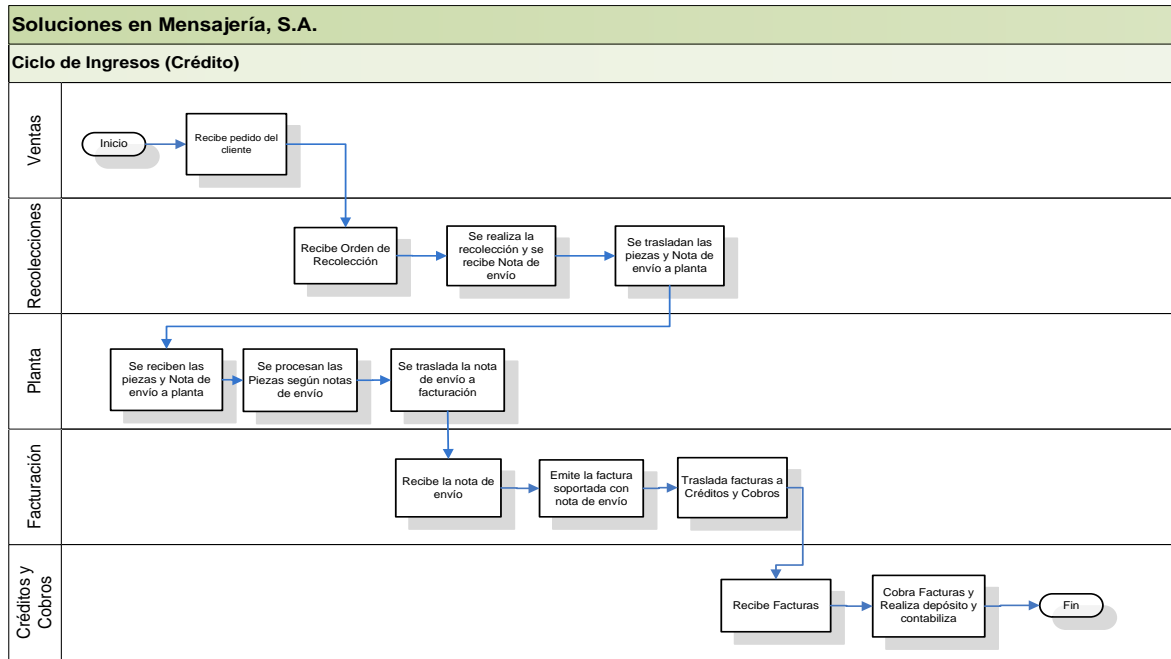 Soluciones en Mensajería, S.A.
Ciclo de Ingresos (Crédito)
Ventas
Inicio
Recibe pedido del
cliente
Recolecciones
Recibe Orden de
Recolección
Se realiza la
recolección y se
recibe Nota de
envío
Se trasladan las
piezas y Nota de
envío a planta
Planta
Se reciben las
piezas y Nota de
envío a planta
Se procesan las
Piezas según notas
de envío
Se traslada la nota
de envío a
facturación
Facturación
Recibe la nota de
envío
Emite la factura
soportada con
nota de envío
Traslada facturas a
Créditos y Cobros
Créditos y
Cobros
Recibe Facturas
Cobra Facturas y
Realiza depósito y
contabiliza
Fin